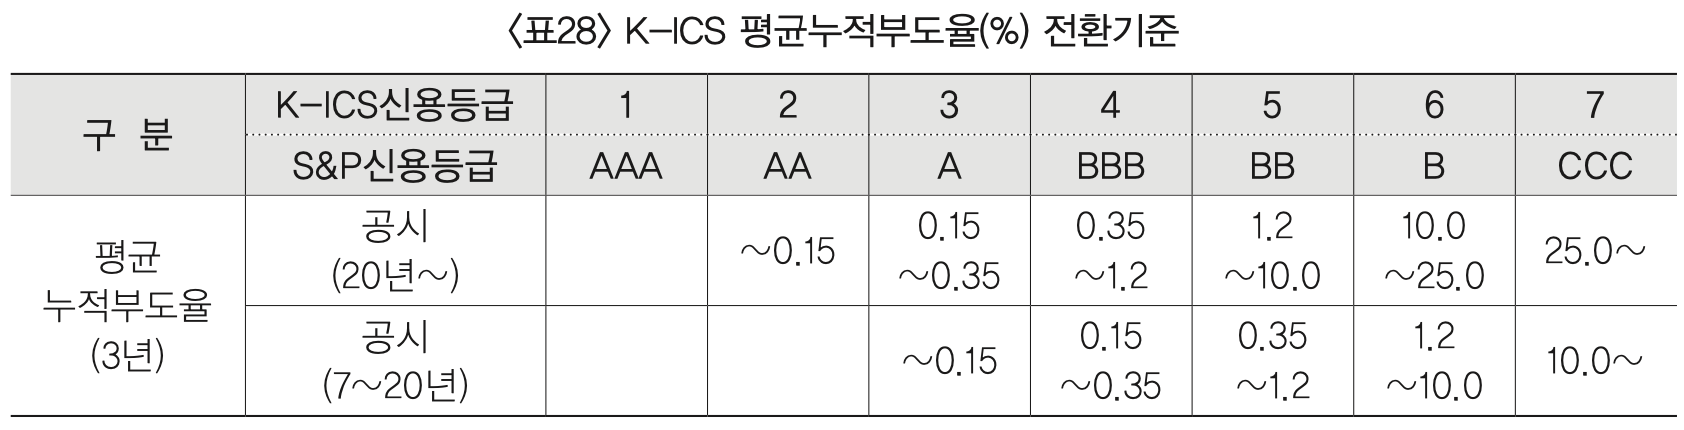 〈표28〉 K-ICS 평균누적부도율(%) 전환기준
구 분 K-ICS신용등급 1 2 3 4 5 6 7
S&P신용등급 AAA AA A BBB BB B CCC
평균
누적부도율
(3년)
공시
(20년~)
~0.15
0.15
~0.35
0.35
~1.2
1.2
~10.0
10.0
~25.0
25.0~
공시
(7~20년)
~0.15
0.15
~0.35
0.35
~1.2
1.2
~10.0
10.0~